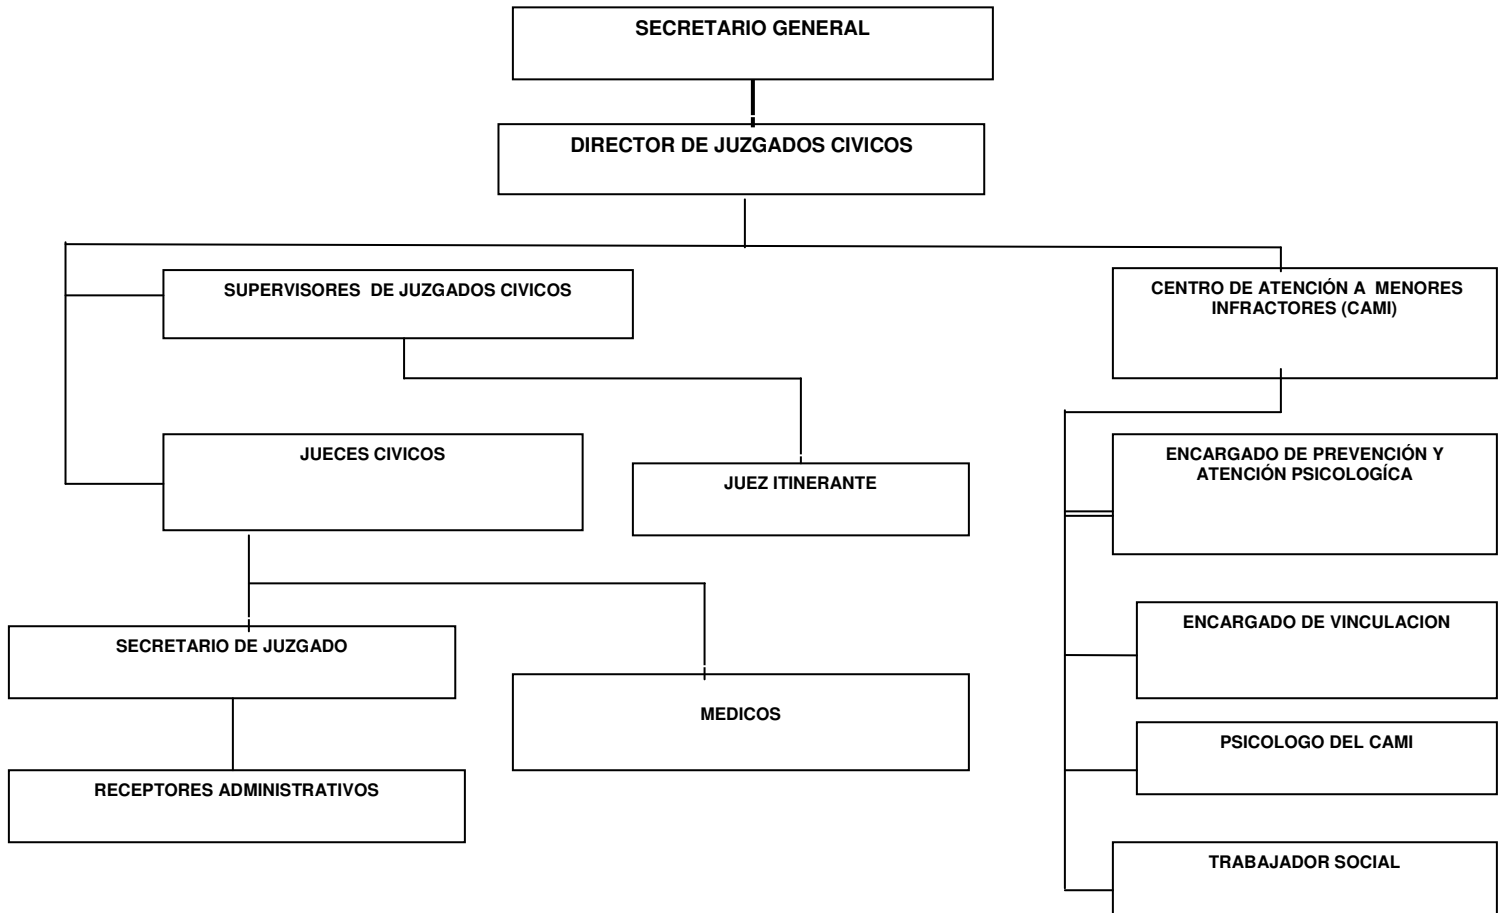 SECRETARIO GENERAL
DIRECTOR DE JUZGADOS CIVICOS
SUPERVISORES DE JUZGADOS CIVICOS
CENTRO DE ATENCIÓN A MENORES
INFRACTORES (CAMI)
JUECES CIVICOS
JUEZ ITINERANTE
ENCARGADO DE PREVENCIÓN Y
ATENCIÓN PSICOLOGÍCA
SECRETARIO DE JUZGADO
MEDICOS
ENCARGADO DE VINCULACION
RECEPTORES ADMINISTRATIVOS
PSICOLOGO DEL CAMI
TRABAJADOR SOCIAL